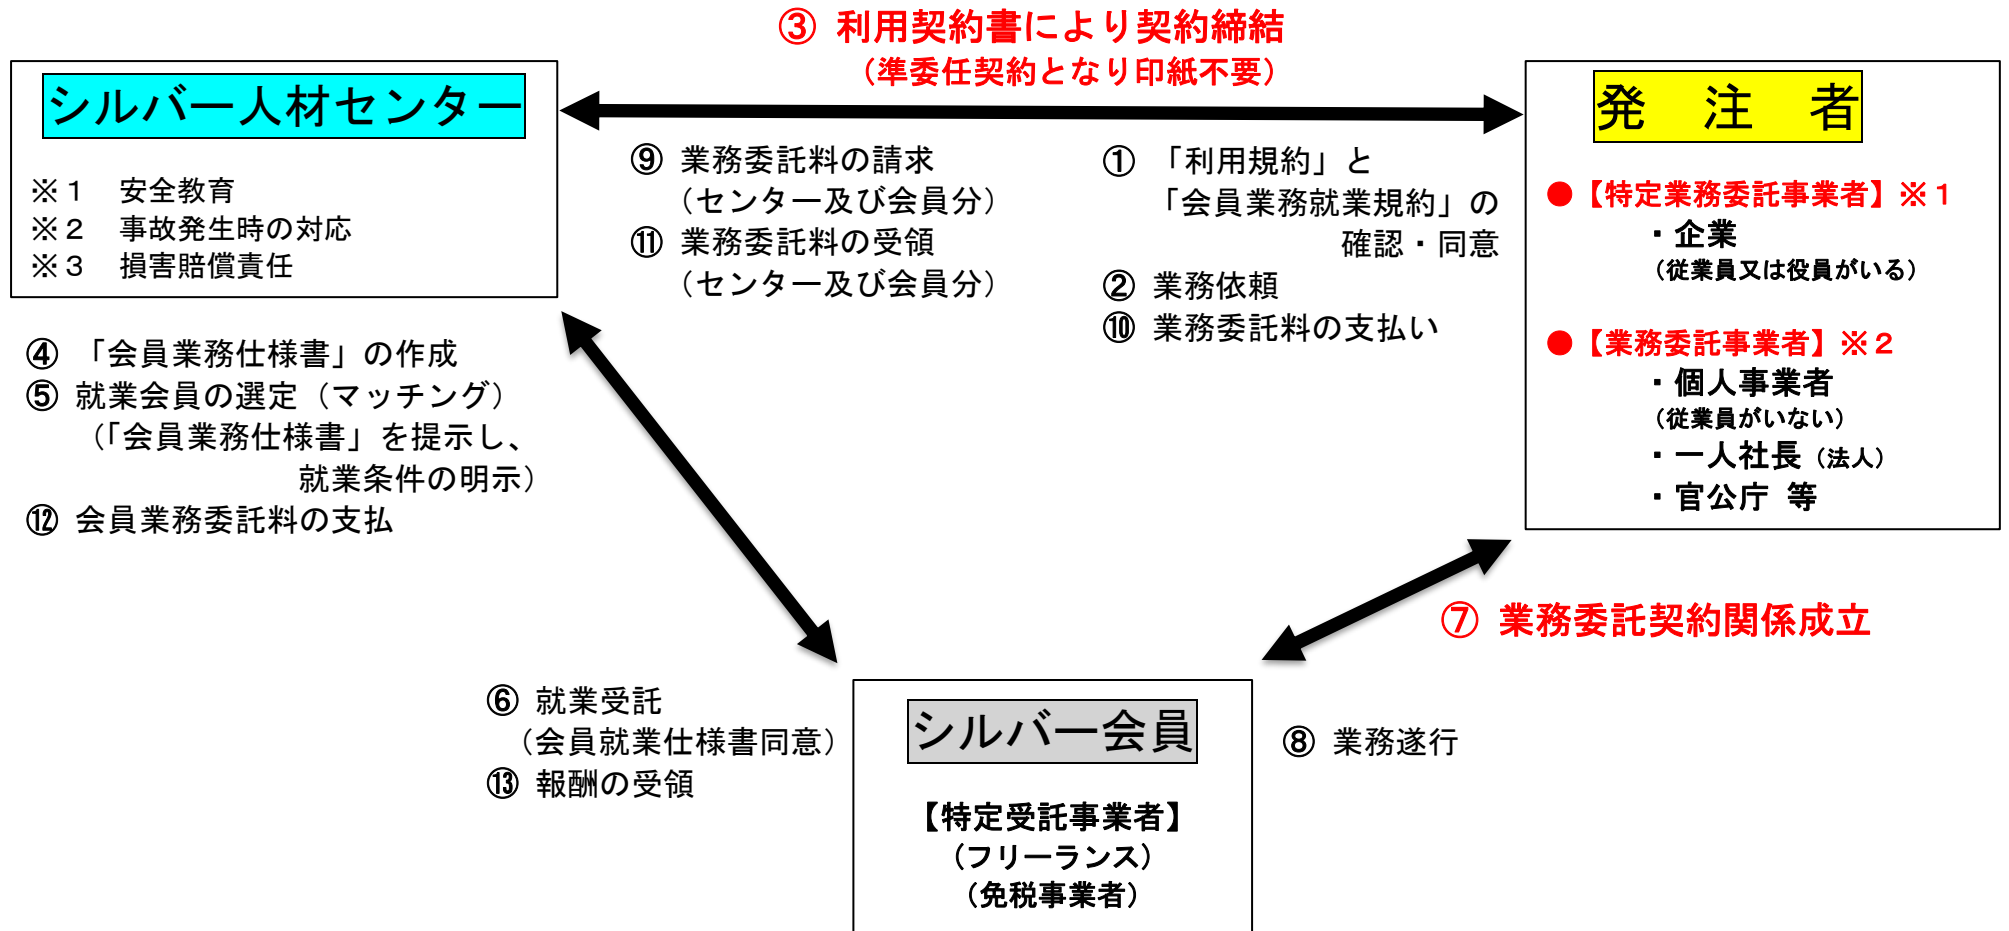 ③ 利用契約書により契約締結
（準委任契約となり印紙不要）
シルバー人材センター
※１　安全教育
※２　事故発生時の対応
※３　損害賠償責任
⑨ 業務委託料の請求
（センター及び会員分）
⑪ 業務委託料の受領
（センター及び会員分）
① 「利用規約」と
「会員業務就業規約」の
確認・同意
② 業務依頼
⑩ 業務委託料の支払い
発　注　者
●【特定業務委託事業者】※１
・企業
（従業員又は役員がいる）
●【業務委託事業者】※２
・個人事業者
（従業員がいない）
・一人社長（法人）
・官公庁 等
④ 「会員業務仕様書」の作成
⑤ 就業会員の選定（マッチング）
（「会員業務仕様書」を提示し、
就業条件の明示）
⑫ 会員業務委託料の支払
⑦ 業務委託契約関係成立
⑥ 就業受託
（会員就業仕様書同意）
⑬ 報酬の受領
シルバー会員
【特定受託事業者】
（フリーランス）
（免税事業者）
⑧ 業務遂行